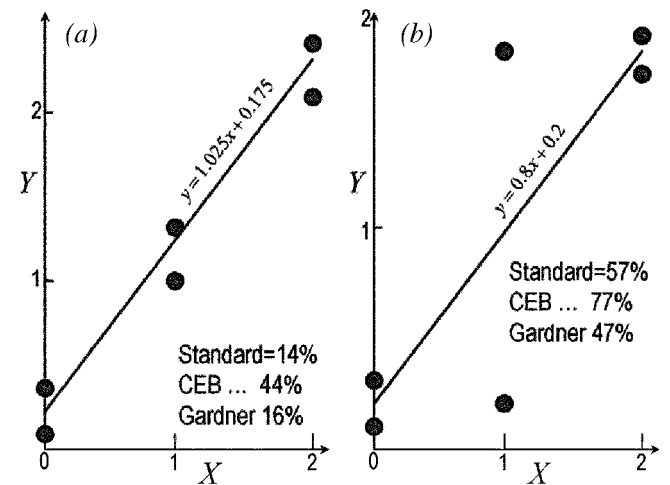 (a)
2
Y
1
y = 1.025x + 0.175
Standard=14%
CEB ... 44%
Gardner 16%
0
1
2
X
(b)
2
Y
1
y = 0.8x + 0.2
Standard=57%
CEB ... 77%
Gardner 47%
0
1
2
X